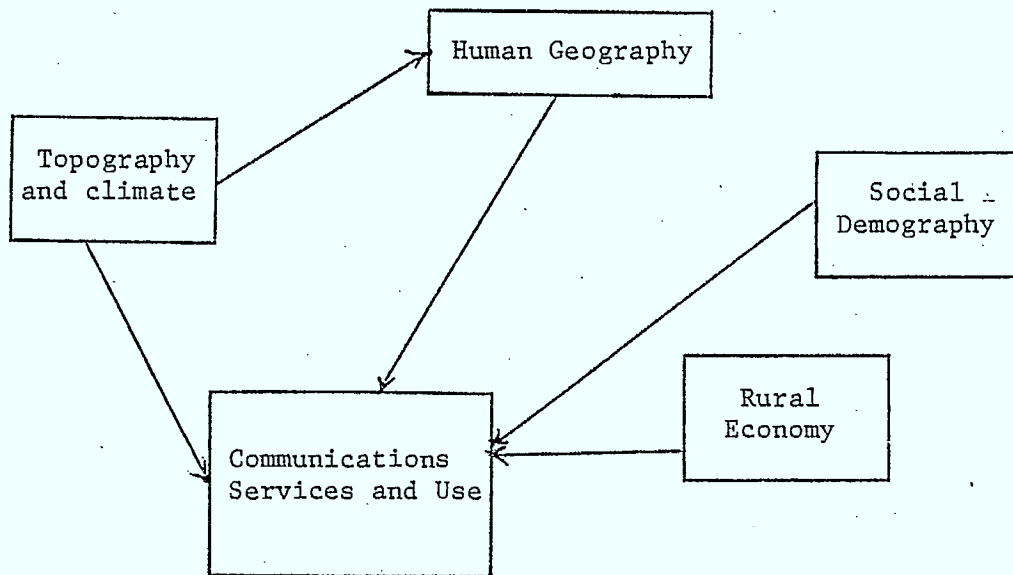 Human Geography
Topography
and climate
Social
Demography
Rural
Economy
Communications
Services and Use